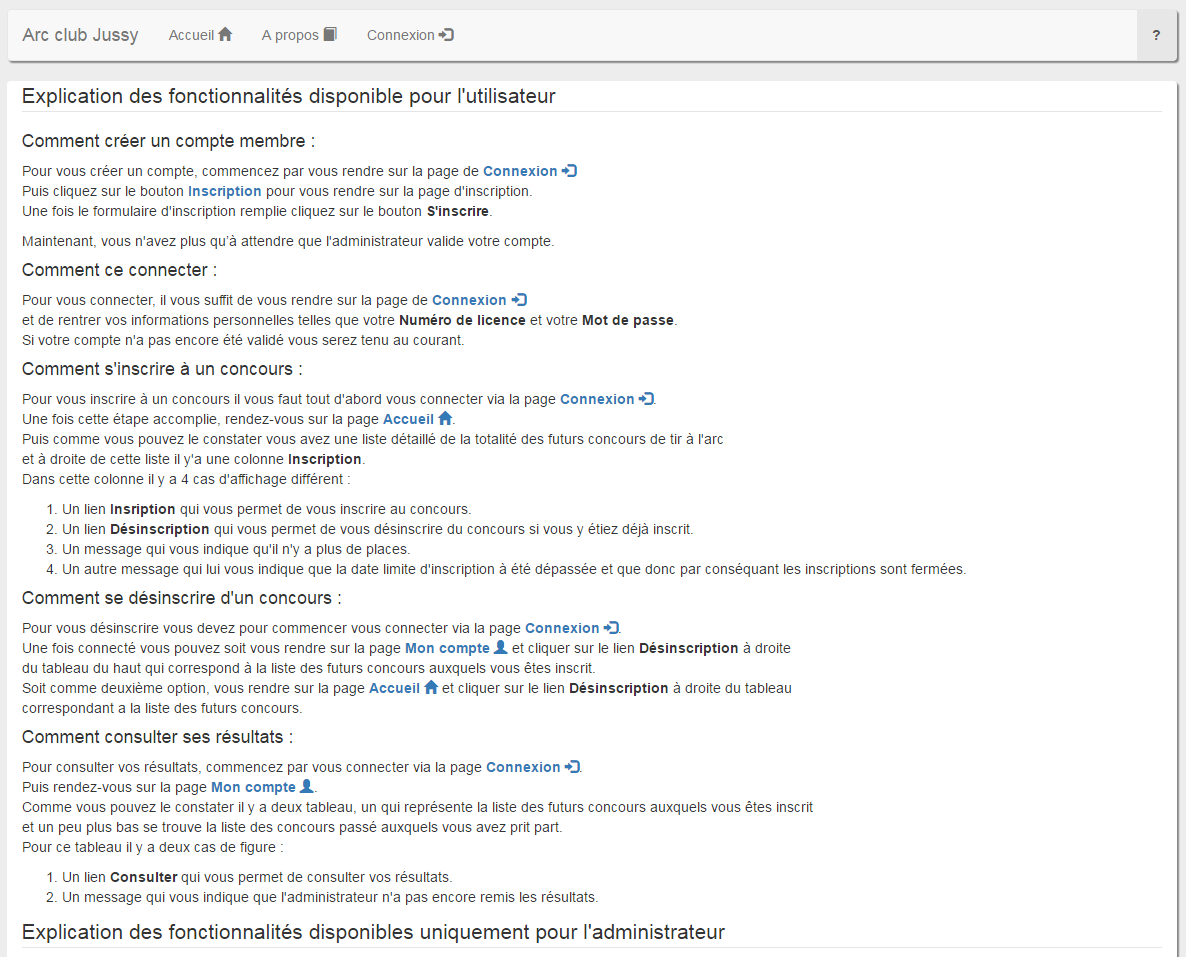 Arc club Jussy Accueil A propos Connexion ?
Explication des fonctionnalités disponible pour l'utilisateur
Comment créer un compte membre :
Pour vous créer un compte, commencez par vous rendre sur la page de Connexion
Puis cliquez sur le bouton Inscription pour vous rendre sur la page d'inscription.
Une fois le formulaire d'inscription remplie cliquez sur le bouton S'inscrire.
Maintenant, vous n'avez plus qu'à attendre que l'administrateur valide votre compte.
Comment ce connecter :
Pour vous connecter, il vous suffit de vous rendre sur la page de Connexion
et de rentrer vos informations personnelles telles que votre Numéro de licence et votre Mot de passe.
Si votre compte n'a pas encore été validé vous serez tenu au courant.
Comment s'inscrire à un concours :
Pour vous inscrire à un concours il vous faut tout d'abord vous connecter via la page Connexion.
Une fois cette étape accomplie, rendez-vous sur la page Accueil.
Puis comme vous pouvez le constater vous avez une liste détaillé de la totalité des futurs concours de tir à l'arc
et à droite de cette liste il y'a une colonne Inscription.
Dans cette colonne il y a 4 cas d'affichage différent :
1. Un lien Insription qui vous permet de vous inscrire au concours.
2. Un lien Désinscription qui vous permet de vous désinscrire du concours si vous y étiez déjà inscrit.
3. Un message qui vous indique qu'il n'y a plus de places.
4. Un autre message qui lui vous indique que la date limite d'inscription à été dépassée et que donc par conséquant les inscriptions sont fermées.
Comment se désinscrire d'un concours :
Pour vous désinscrire vous devez pour commencer vous connecter via la page Connexion.
Une fois connecté vous pouvez soit vous rendre sur la page Mon compte et cliquer sur le lien Désinscription à droite
du tableau du haut qui correspond à la liste des futurs concours auxquels vous êtes inscrit.
Soit comme deuxième option, vous rendre sur la page Accueil et cliquer sur le lien Désinscription à droite du tableau
correspondant a la liste des futurs concours.
Comment consulter ses résultats :
Pour consulter vos résultats, commencez par vous connecter via la page Connexion.
Puis rendez-vous sur la page Mon compte.
Comme vous pouvez le constater il y a deux tableau, un qui représente la liste des futurs concours auxquels vous êtes inscrit
et un peu plus bas se trouve la liste des concours passé auxquels vous avez prit part.
Pour ce tableau il y a deux cas de figure :
1. Un lien Consulter qui vous permet de consulter vos résultats.
2. Un message qui vous indique que l'administrateur n'a pas encore remis les résultats.
Explication des fonctionnalités disponibles uniquement pour l'administrateur